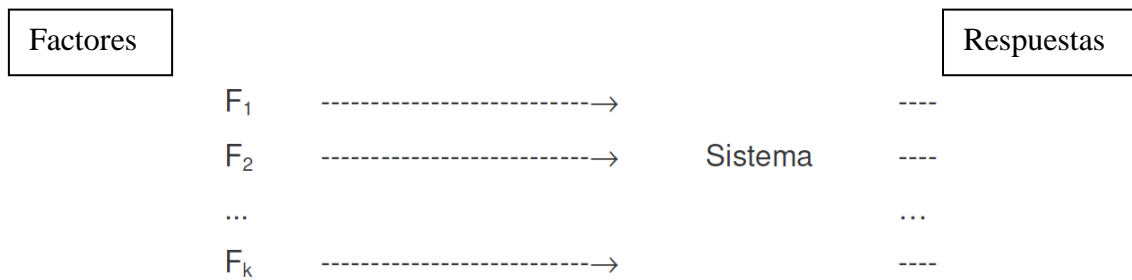 Factores Respuestas
F₁ ---------------------------→ ----
F₂ ---------------------------→ Sistema ----
... …
Fₖ ---------------------------→ ----